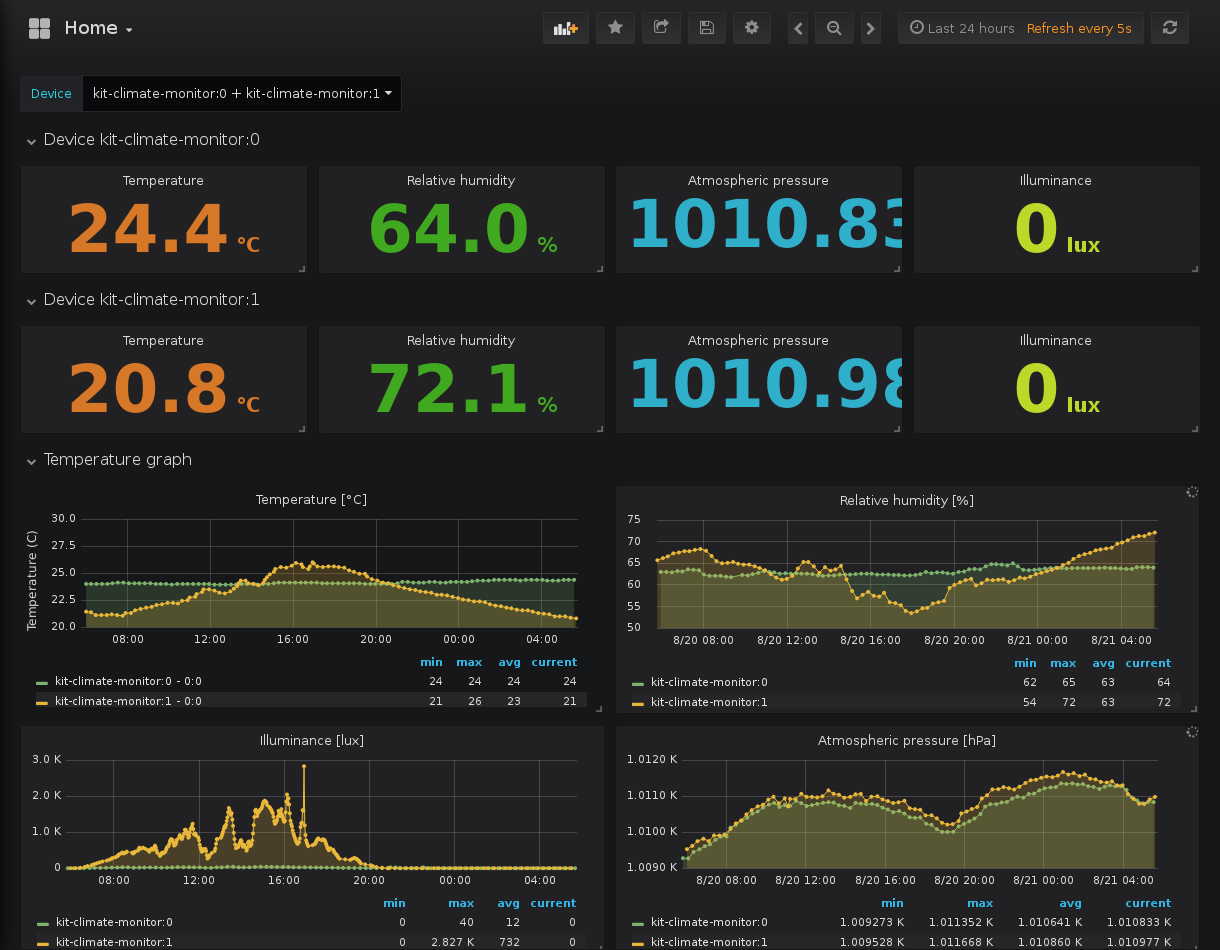 Home
Last 24 hours Refresh every 5s
Device kit-climate-monitor:0 + kit-climate-monitor:1
Device kit-climate-monitor:0
Temperature Relative humidity Atmospheric pressure Illuminance
24.4 °C 64.0 % 1010.83 0 lux
Device kit-climate-monitor:1
Temperature Relative humidity Atmospheric pressure Illuminance
20.8 °C 72.1 % 1010.98 0 lux
Temperature graph
Temperature [°C]
Temperature (C)
30.0
27.5
25.0
22.5
20.0
08:00 12:00 16:00 20:00 00:00 04:00
min max avg current
kit-climate-monitor:0 - 0:0 24 24 24 24
kit-climate-monitor:1 - 0:0 21 26 23 21
Relative humidity [%]
75
70
65
60
55
50
8/20 08:00 8/20 12:00 8/20 16:00 8/20 20:00 8/21 00:00 8/21 04:00
min max avg current
kit-climate-monitor:0 62 65 63 64
kit-climate-monitor:1 54 72 63 72
Illuminance [lux]
3.0 K
2.0 K
1.0 K
0
08:00 12:00 16:00 20:00 00:00 04:00
min max avg current
kit-climate-monitor:0 0 40 12 0
kit-climate-monitor:1 0 2.827 K 732 0
Atmospheric pressure [hPa]
1.0120 K
1.0110 K
1.0100 K
1.0090 K
8/20 08:00 8/20 12:00 8/20 16:00 8/20 20:00 8/21 00:00 8/21 04:00
min max avg current
kit-climate-monitor:0 1.009273 K 1.011352 K 1.010641 K 1.010833 K
kit-climate-monitor:1 1.009528 K 1.011668 K 1.010860 K 1.010977 K